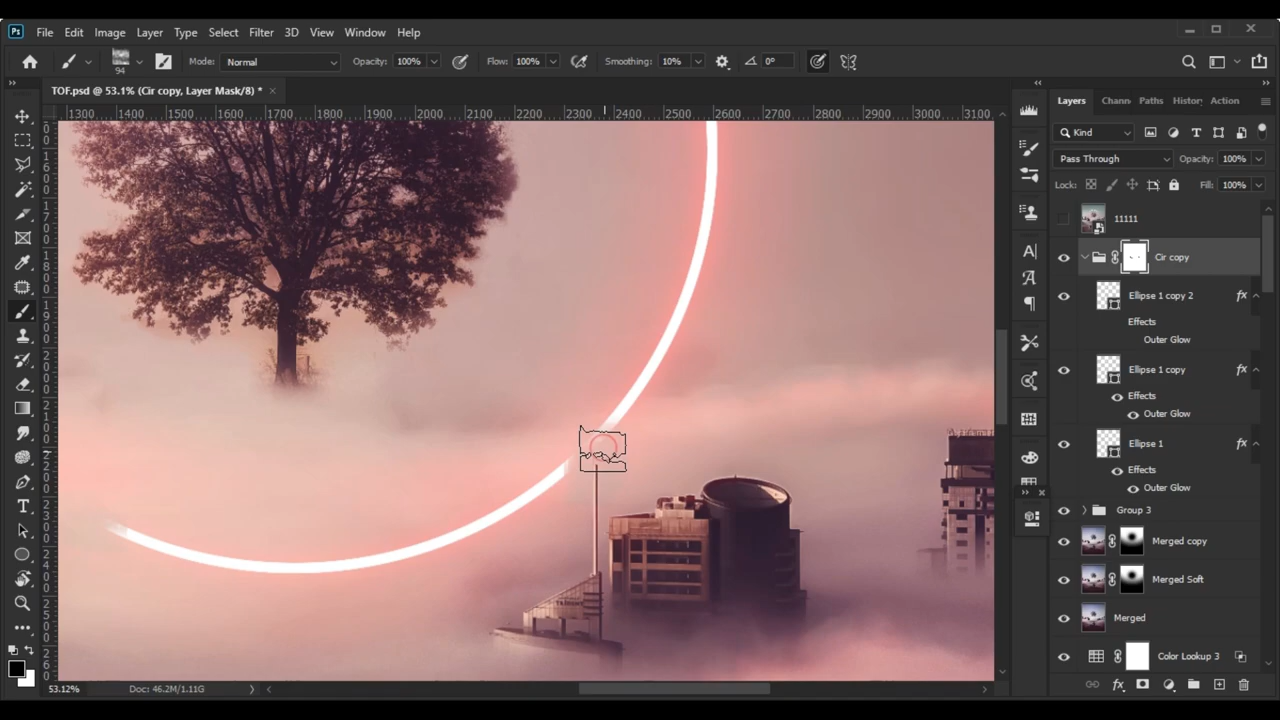 Ps File Edit Image Layer Type Select Filter 3D View Window Help
94 Mode: Normal Opacity: 100% Flow: 100% Smoothing: 10% 0°
TOF.psd @ 53.1% (Cir copy, Layer Mask/8) * ×
1300 1400 1500 1600 1700 1800 1900 2000 2100 2200 2300 2400 2500 2600 2700 2800 2900 3000 3100
Layers Chann Paths Histor Action
Kind
Pass Through Opacity: 100%
Lock: Fill: 100%
11111
Cir copy
Ellipse 1 copy 2 fx
Effects
Outer Glow
Ellipse 1 copy fx
Effects
Outer Glow
Ellipse 1 fx
Effects
Outer Glow
Group 3
Merged copy
Merged Soft
Merged
Color Lookup 3
53.12% Doc: 46.2M/1.11G